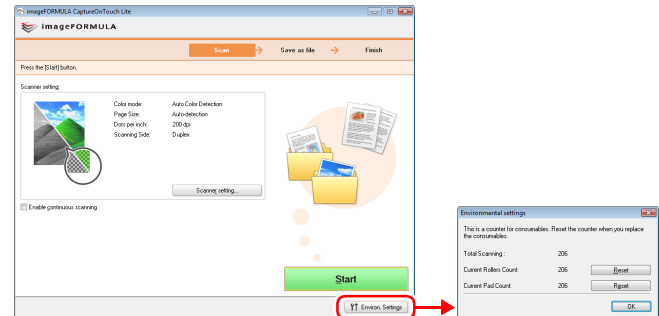 imageFORMULA CaptureOnTouch Lite
imageFORMULA
Scan
Save as file
Finish
Press the [Start] button.
Scanner setting:
Color mode: Auto Color Detection
Page Size: Auto-detection
Dots per inch: 200 dpi
Scanning Side: Duplex
Scanner setting...
Enable continuous scanning
Start
Environ. Settings
Environmental settings
This is a counter for consumables. Reset the counter when you replace
the consumables.
Total Scanning : 206
Current Rollers Count 206 Reset
Current Pad Count 206 Reset
OK